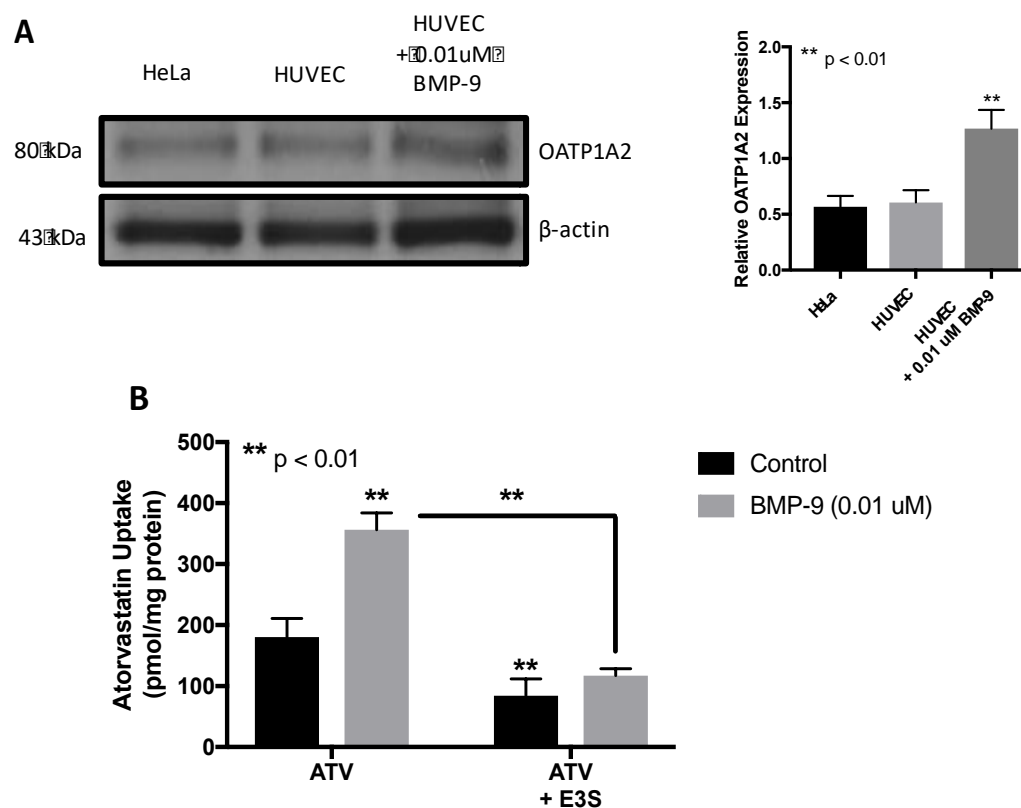 A
HeLa
HUVEC
HUVEC
+ 0.01uM
BMP-9
80 kDa
OATP1A2
43 kDa
β-actin
Relative OATP1A2 Expression
2.0
1.5
1.0
0.5
0.0
** p < 0.01
**
HeLa
HUVEC
HUVEC
+ 0.01 uM BMP-9
B
Atorvastatin Uptake
(pmol/mg protein)
500
400
300
200
100
0
** p < 0.01
**
**
**
ATV
ATV
+ E3S
Control
BMP-9 (0.01 uM)